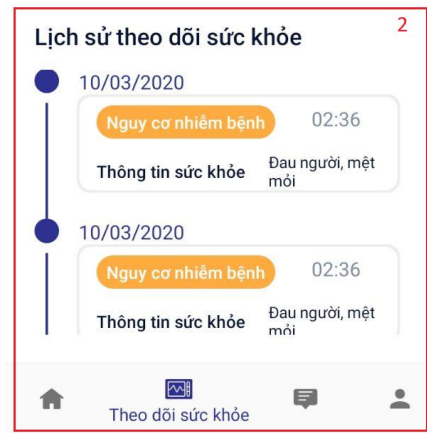 Lịch sử theo dõi sức khỏe
2
10/03/2020
Nguy cơ nhiễm bệnh
02:36
Thông tin sức khỏe
Đau người, mệt
mỏi
10/03/2020
Nguy cơ nhiễm bệnh
02:36
Thông tin sức khỏe
Đau người, mệt
mỏi
Theo dõi sức khỏe